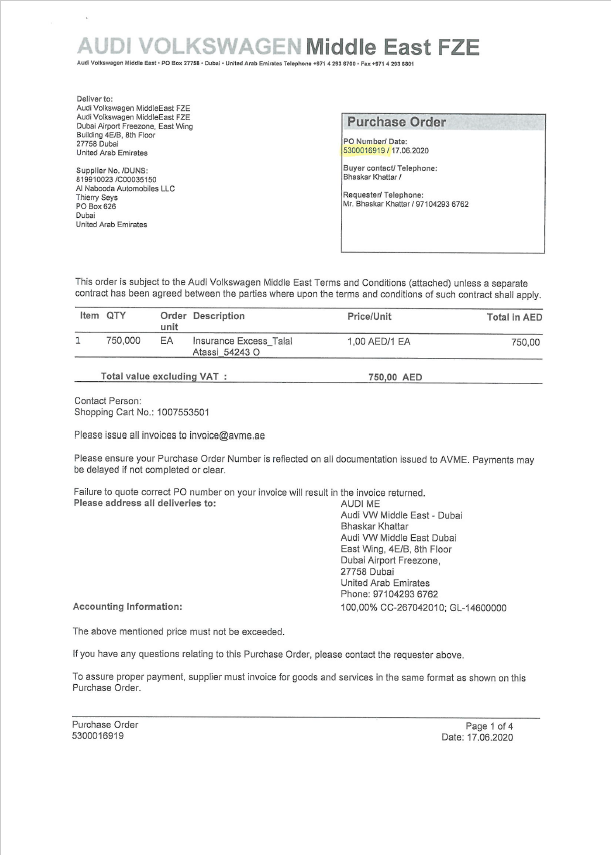 AUDI VOLKSWAGEN Middle East FZE
Audi Volkswagen Middle East • PO Box 27758 • Dubai • United Arab Emirates Telephone +971 4 293 6700 • Fax +971 4 293 6801
Deliver to:
Audi Volkswagen MiddleEast FZE
Audi Volkswagen MiddleEast FZE
Dubai Airport Freezone, East Wing
Building 4E/B, 8th Floor
27758 Dubai
United Arab Emirates
Supplier No. /DUNS:
819910023 /C00035150
Al Nabooda Automobiles LLC
Thierry Seys
PO Box 626
Dubai
United Arab Emirates
Purchase Order
PO Number/ Date:
5300016919 / 17.06.2020
Buyer contact/ Telephone:
Bhaskar Khattar /
Requester/ Telephone:
Mr. Bhaskar Khattar / 97104293 6762
This order is subject to the Audi Volkswagen Middle East Terms and Conditions (attached) unless a separate
contract has been agreed between the parties where upon the terms and conditions of such contract shall apply.
Item QTY Order Description Price/Unit Total in AED
unit
1 750,000 EA Insurance Excess_Talal 1,00 AED/1 EA 750,00
Atassi_54243 O
Total value excluding VAT : 750,00 AED
Contact Person:
Shopping Cart No.: 1007553501
Please issue all invoices to invoice@avme.ae
Please ensure your Purchase Order Number is reflected on all documentation issued to AVME. Payments may
be delayed if not completed or clear.
Failure to quote correct PO number on your invoice will result in the invoice returned.
Please address all deliveries to: AUDI ME
Audi VW Middle East - Dubai
Bhaskar Khattar
Audi VW Middle East Dubai
East Wing, 4E/B, 8th Floor
Dubai Airport Freezone,
27758 Dubai
United Arab Emirates
Phone: 97104293 6762
Accounting Information: 100,00% CC-267042010; GL-14600000
The above mentioned price must not be exceeded.
If you have any questions relating to this Purchase Order, please contact the requester above.
To assure proper payment, supplier must invoice for goods and services in the same format as shown on this
Purchase Order.
Purchase Order Page 1 of 4
5300016919 Date: 17.06.2020